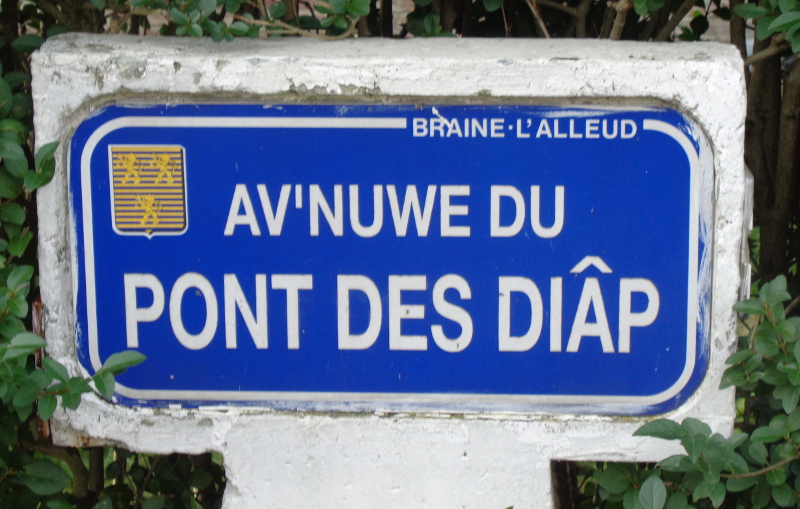 BRAINE·L'ALLEUD
AV'NUWE DU
PONT DES DIÂP